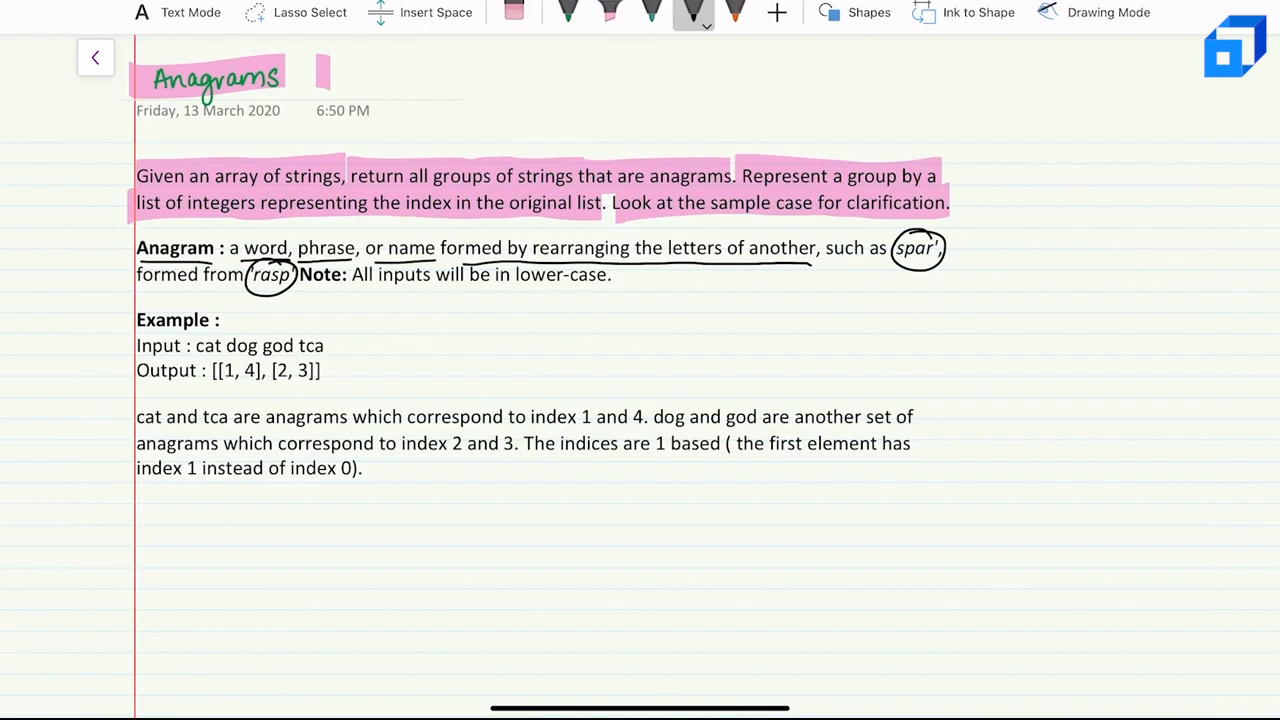 A Text Mode Lasso Select Insert Space Shapes Ink to Shape Drawing Mode
Anagrams
Friday, 13 March 2020 6:50 PM
Given an array of strings, return all groups of strings that are anagrams. Represent a group by a
list of integers representing the index in the original list. Look at the sample case for clarification.
Anagram : a word, phrase, or name formed by rearranging the letters of another, such as 'spar',
formed from 'rasp' Note: All inputs will be in lower-case.
Example :
Input : cat dog god tca
Output : [[1, 4], [2, 3]]
cat and tca are anagrams which correspond to index 1 and 4. dog and god are another set of
anagrams which correspond to index 2 and 3. The indices are 1 based ( the first element has
index 1 instead of index 0).